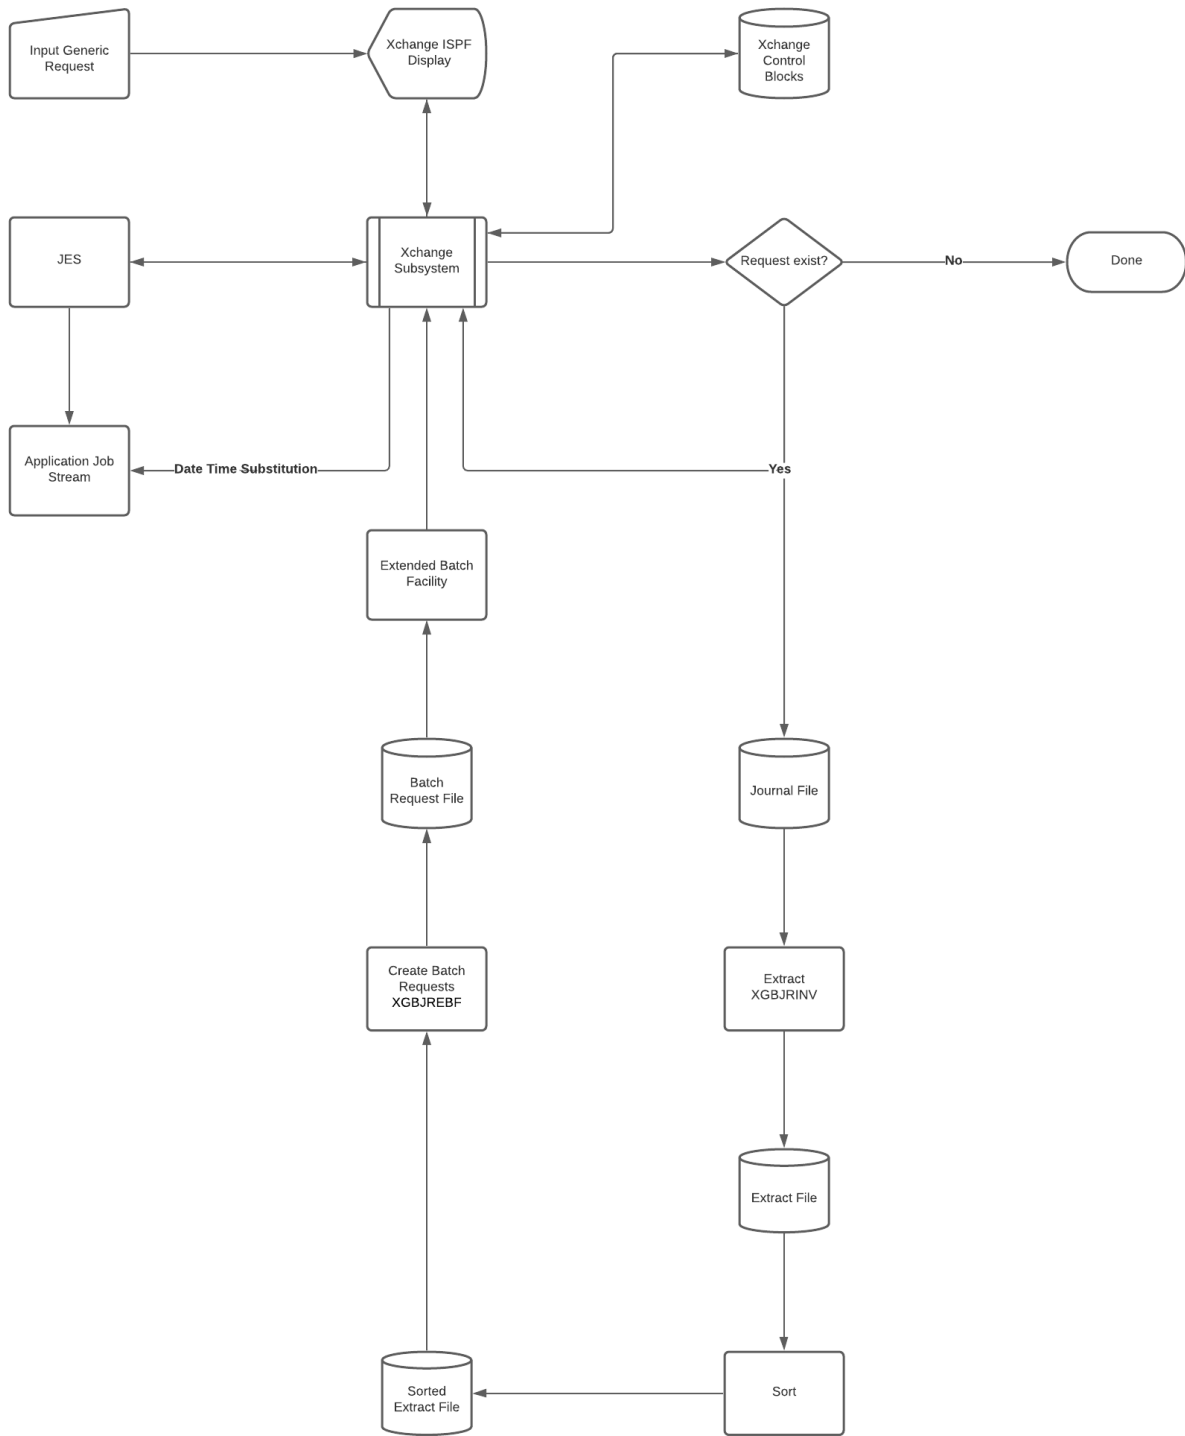 Input Generic
Request
Xchange ISPF
Display
Xchange
Control
Blocks
JES
Xchange
Subsystem
Request exist?
No
Done
Application Job
Stream
Date Time Substitution
Yes
Extended Batch
Facility
Batch
Request File
Journal File
Create Batch
Requests
XGBJREBF
Extract
XGBJRINV
Extract File
Sorted
Extract File
Sort